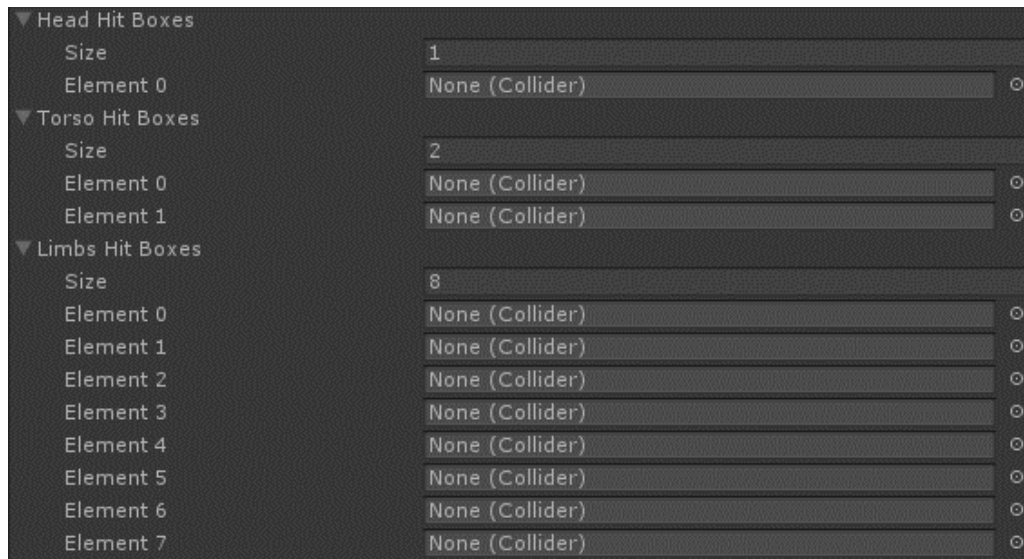 Head Hit Boxes
Size 1
Element 0 None (Collider)
Torso Hit Boxes
Size 2
Element 0 None (Collider)
Element 1 None (Collider)
Limbs Hit Boxes
Size 8
Element 0 None (Collider)
Element 1 None (Collider)
Element 2 None (Collider)
Element 3 None (Collider)
Element 4 None (Collider)
Element 5 None (Collider)
Element 6 None (Collider)
Element 7 None (Collider)